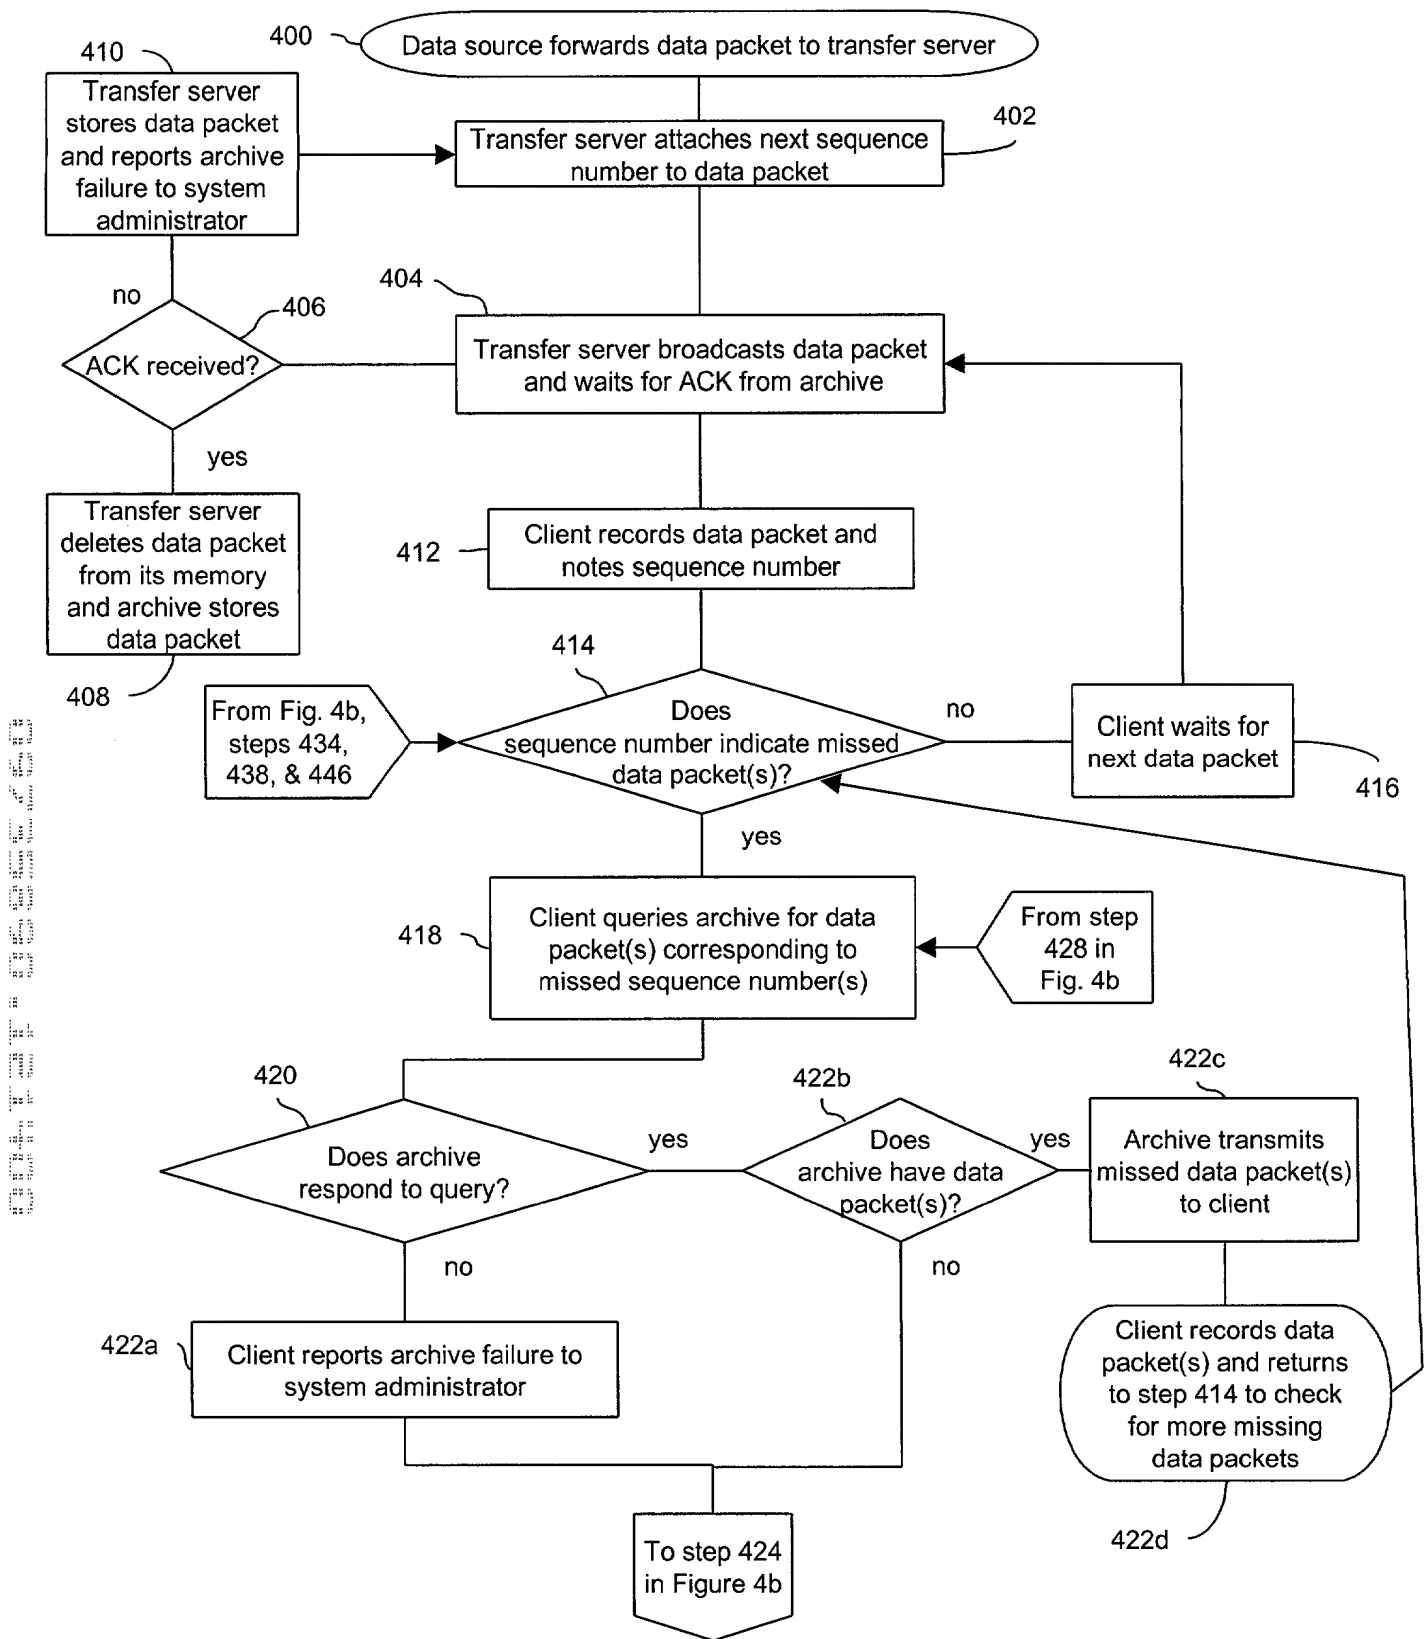 400
Data source forwards data packet to transfer server
410
Transfer server
stores data packet
and reports archive
failure to system
administrator
402
Transfer server attaches next sequence
number to data packet
404
Transfer server broadcasts data packet
and waits for ACK from archive
no
406
ACK received?
yes
Transfer server
deletes data packet
from its memory
and archive stores
data packet
408
412
Client records data packet and
notes sequence number
414
From Fig. 4b,
steps 434,
438, & 446
Does
sequence number indicate missed
data packet(s)?
no
Client waits for
next data packet
416
yes
418
Client queries archive for data
packet(s) corresponding to
missed sequence number(s)
From step
428 in
Fig. 4b
420
Does archive
respond to query?
yes
422b
Does
archive have data
packet(s)?
yes
422c
Archive transmits
missed data packet(s)
to client
no
no
422a
Client reports archive failure to
system administrator
Client records data
packet(s) and returns
to step 414 to check
for more missing
data packets
422d
To step 424
in Figure 4b